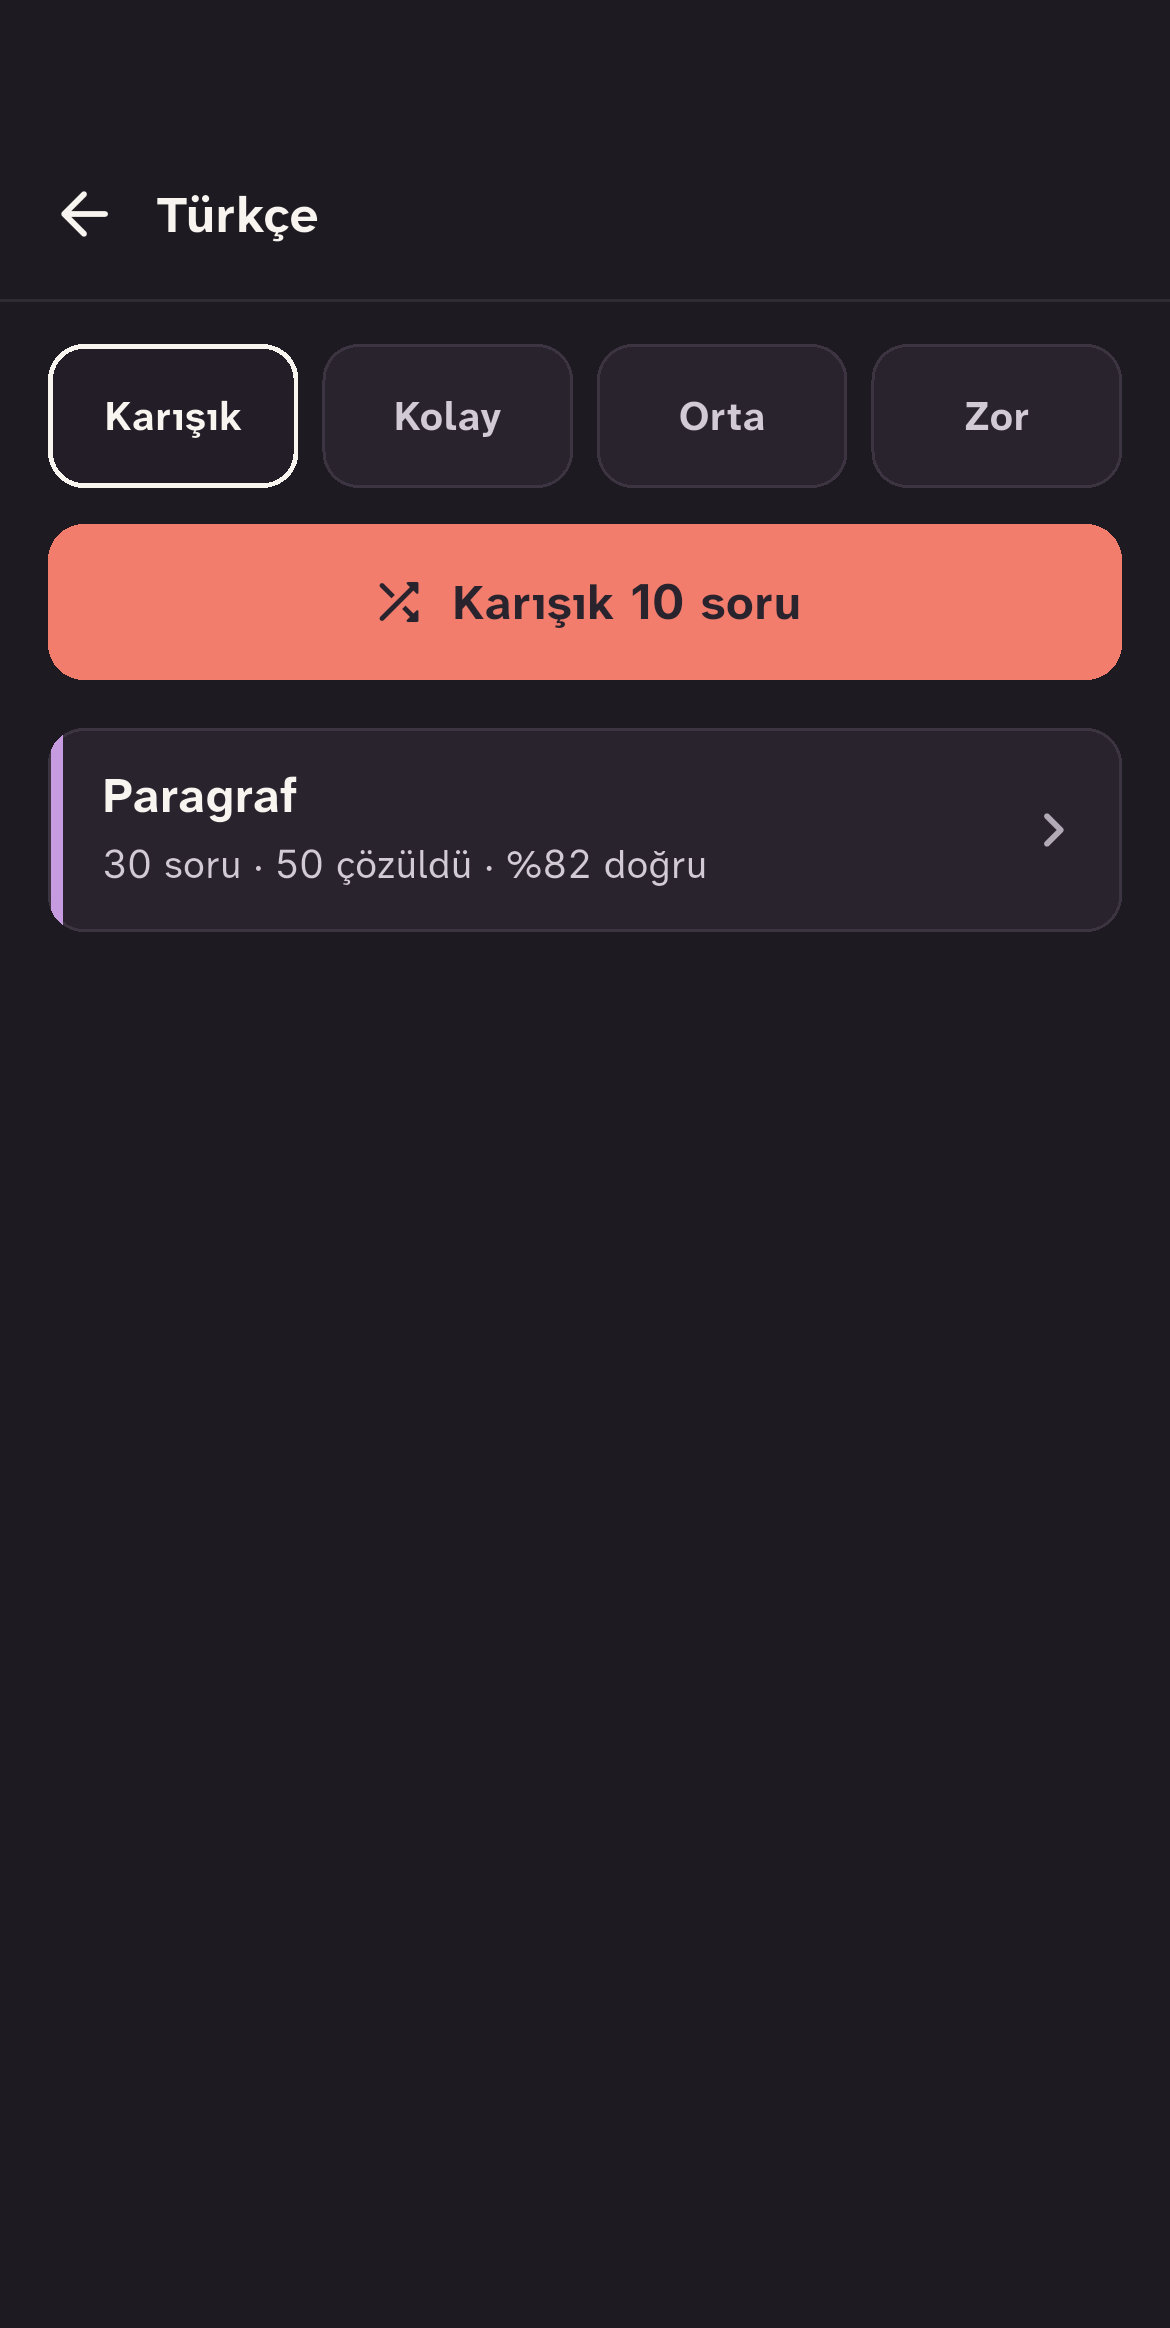 Türkçe
Karışık
Kolay
Orta
Zor
Karışık 10 soru
Paragraf
30 soru · 50 çözüldü · %82 doğru